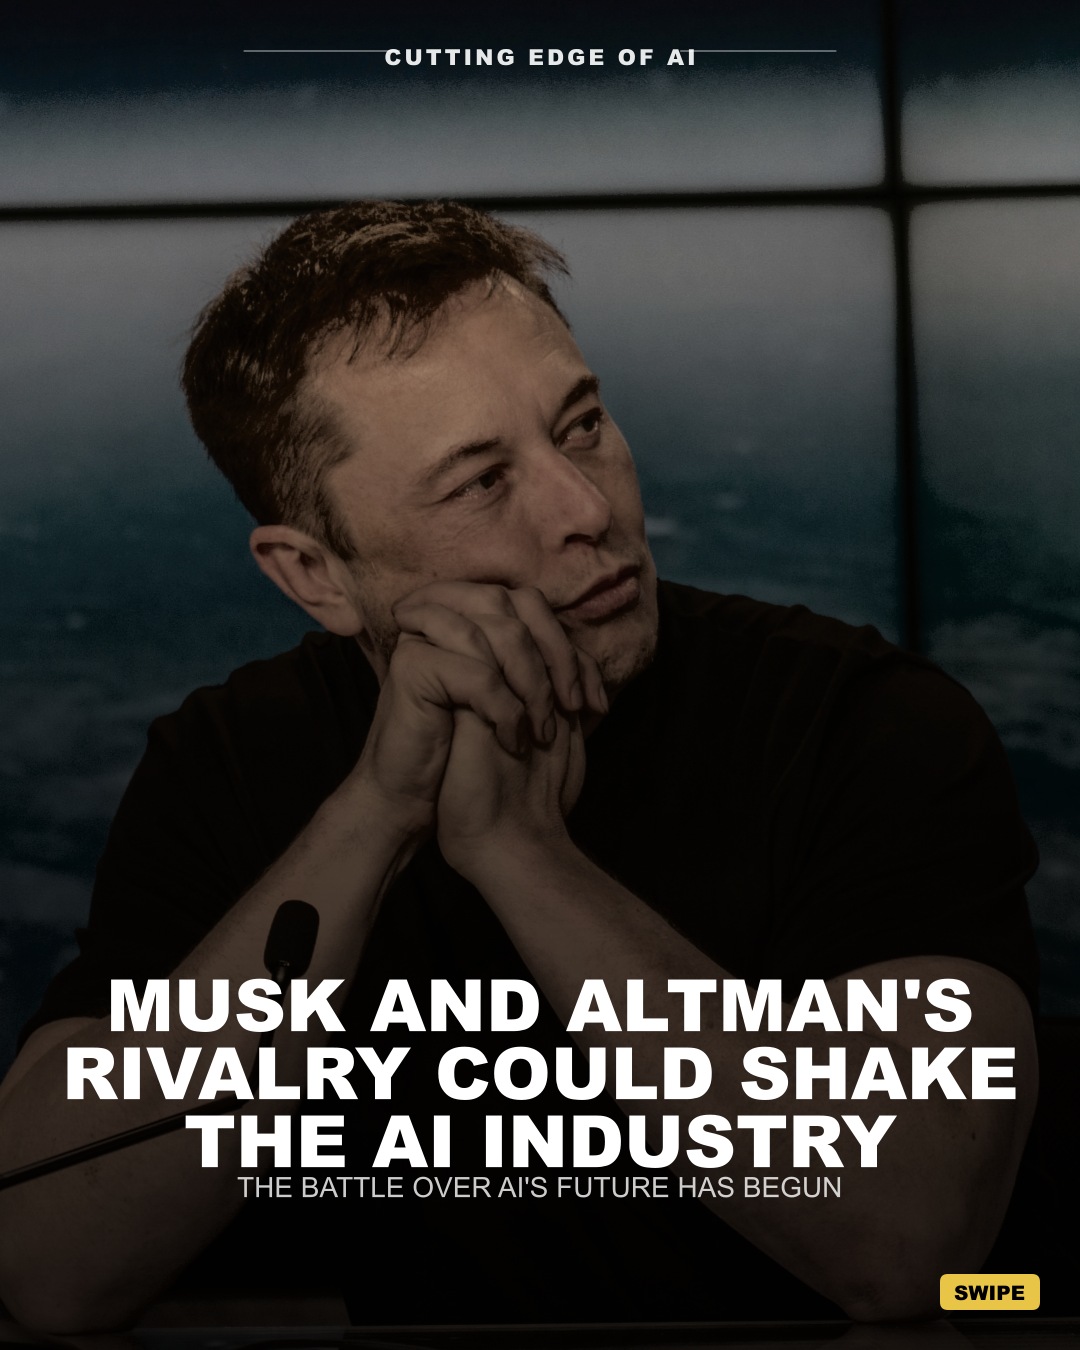 CUTTING EDGE OF AI
MUSK AND ALTMAN'S
RIVALRY COULD SHAKE
THE AI INDUSTRY
THE BATTLE OVER AI'S FUTURE HAS BEGUN
SWIPE